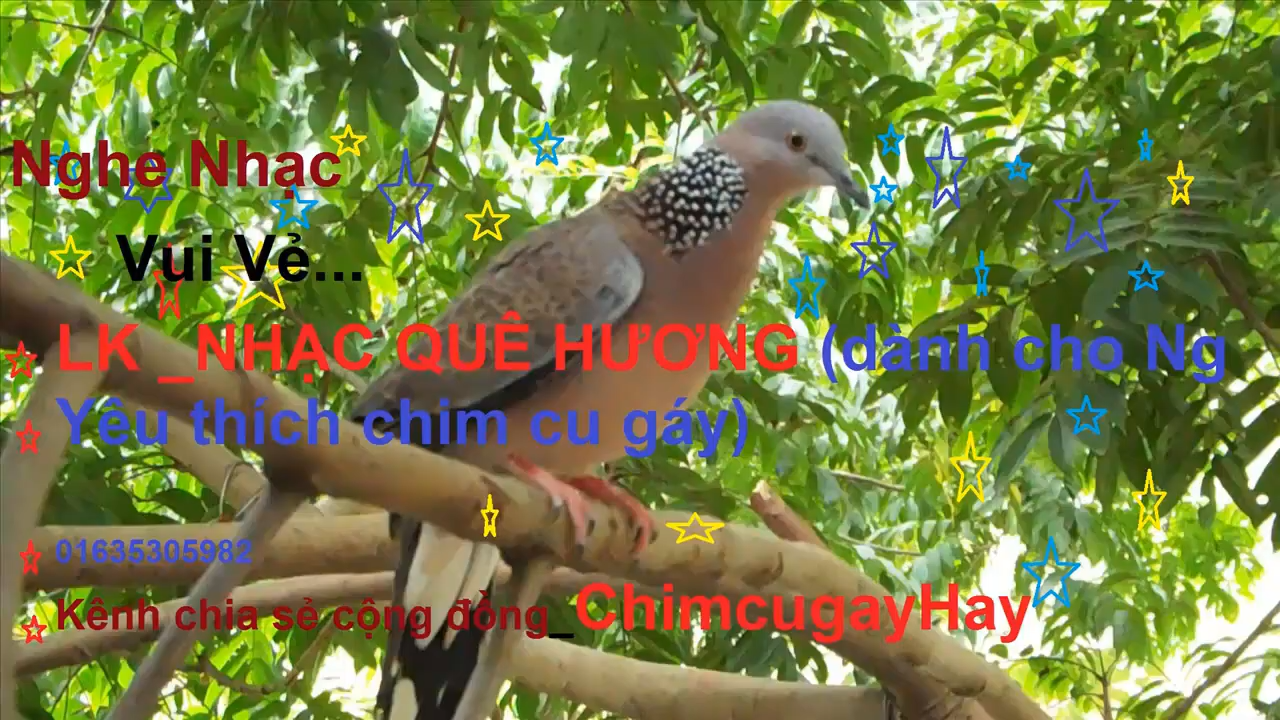 Nghe Nhạc
Vui Vẻ...
LK _NHẠC QUÊ HƯƠNG (dành cho Ng
Yêu thích chim cu gáy)
01635305982
Kênh chia sẻ cộng đồng_ChimcugayHay